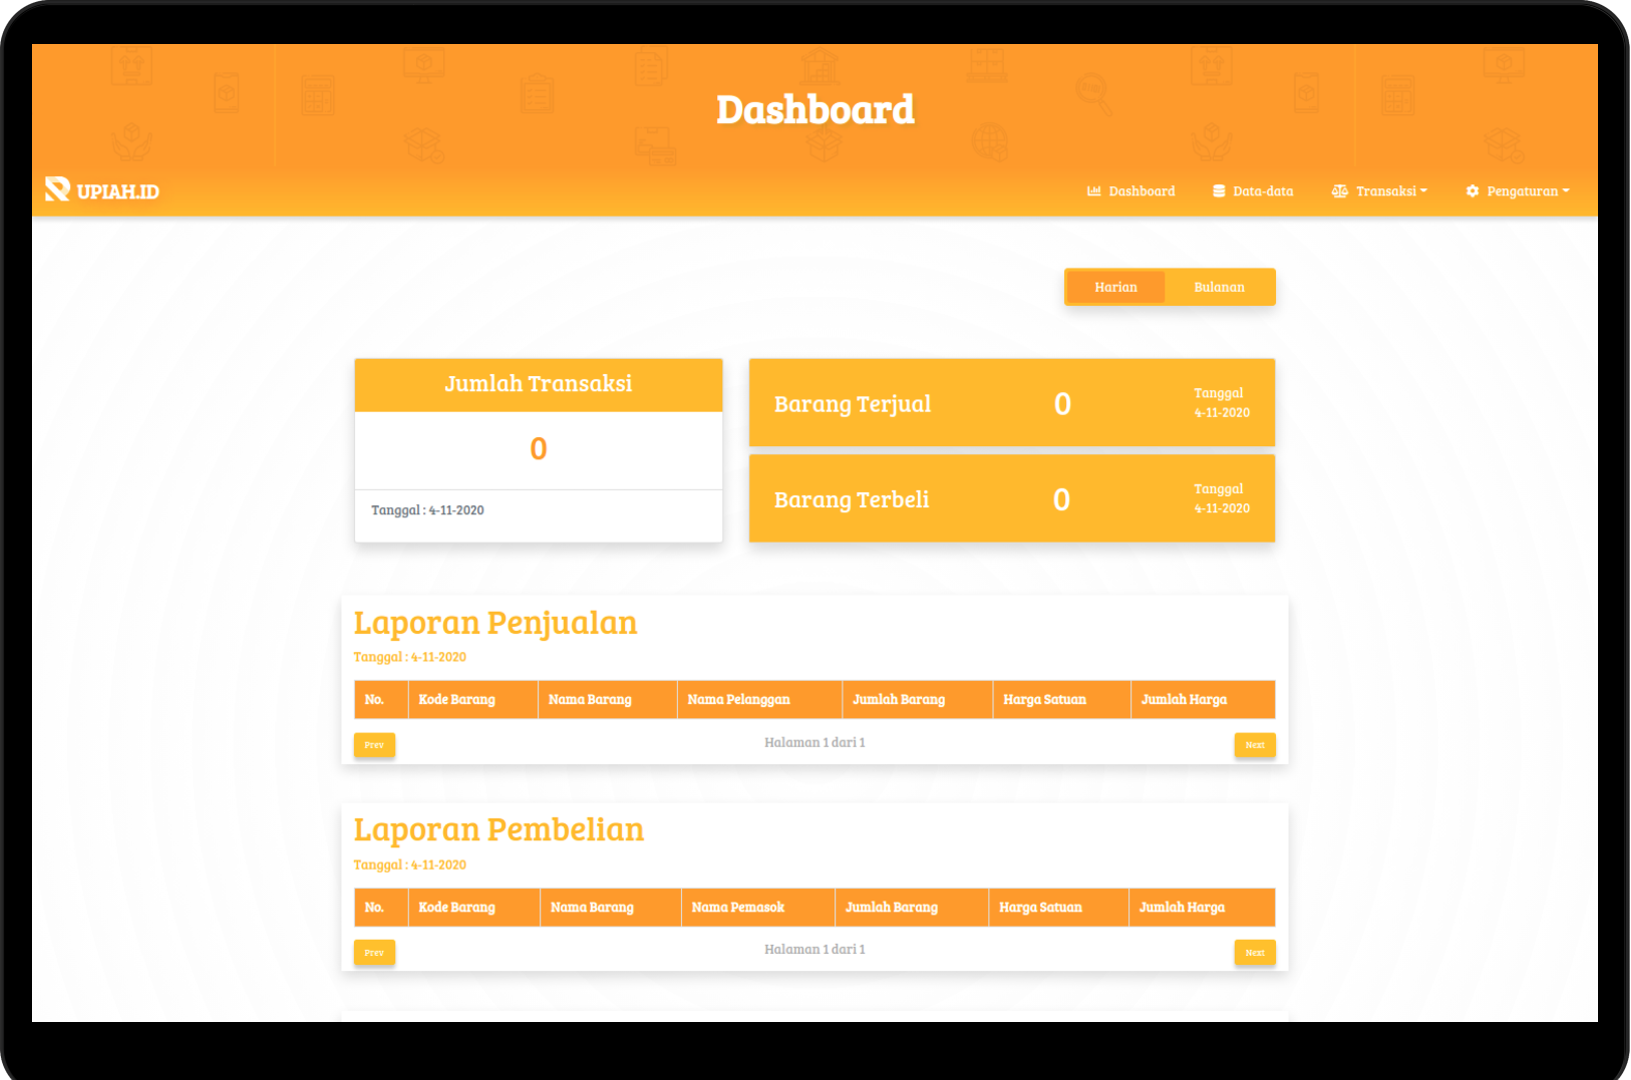 Dashboard
UPIAH.ID
Dashboard
Data-data
Transaksi
Pengaturan
Harian
Bulanan
Jumlah Transaksi
0
Tanggal : 4-11-2020
Barang Terjual
0
Tanggal
4-11-2020
Barang Terbeli
0
Tanggal
4-11-2020
Laporan Penjualan
Tanggal : 4-11-2020
No. Kode Barang Nama Barang Nama Pelanggan Jumlah Barang Harga Satuan Jumlah Harga
Prev Halaman 1 dari 1 Next
Laporan Pembelian
Tanggal : 4-11-2020
No. Kode Barang Nama Barang Nama Pemasok Jumlah Barang Harga Satuan Jumlah Harga
Prev Halaman 1 dari 1 Next